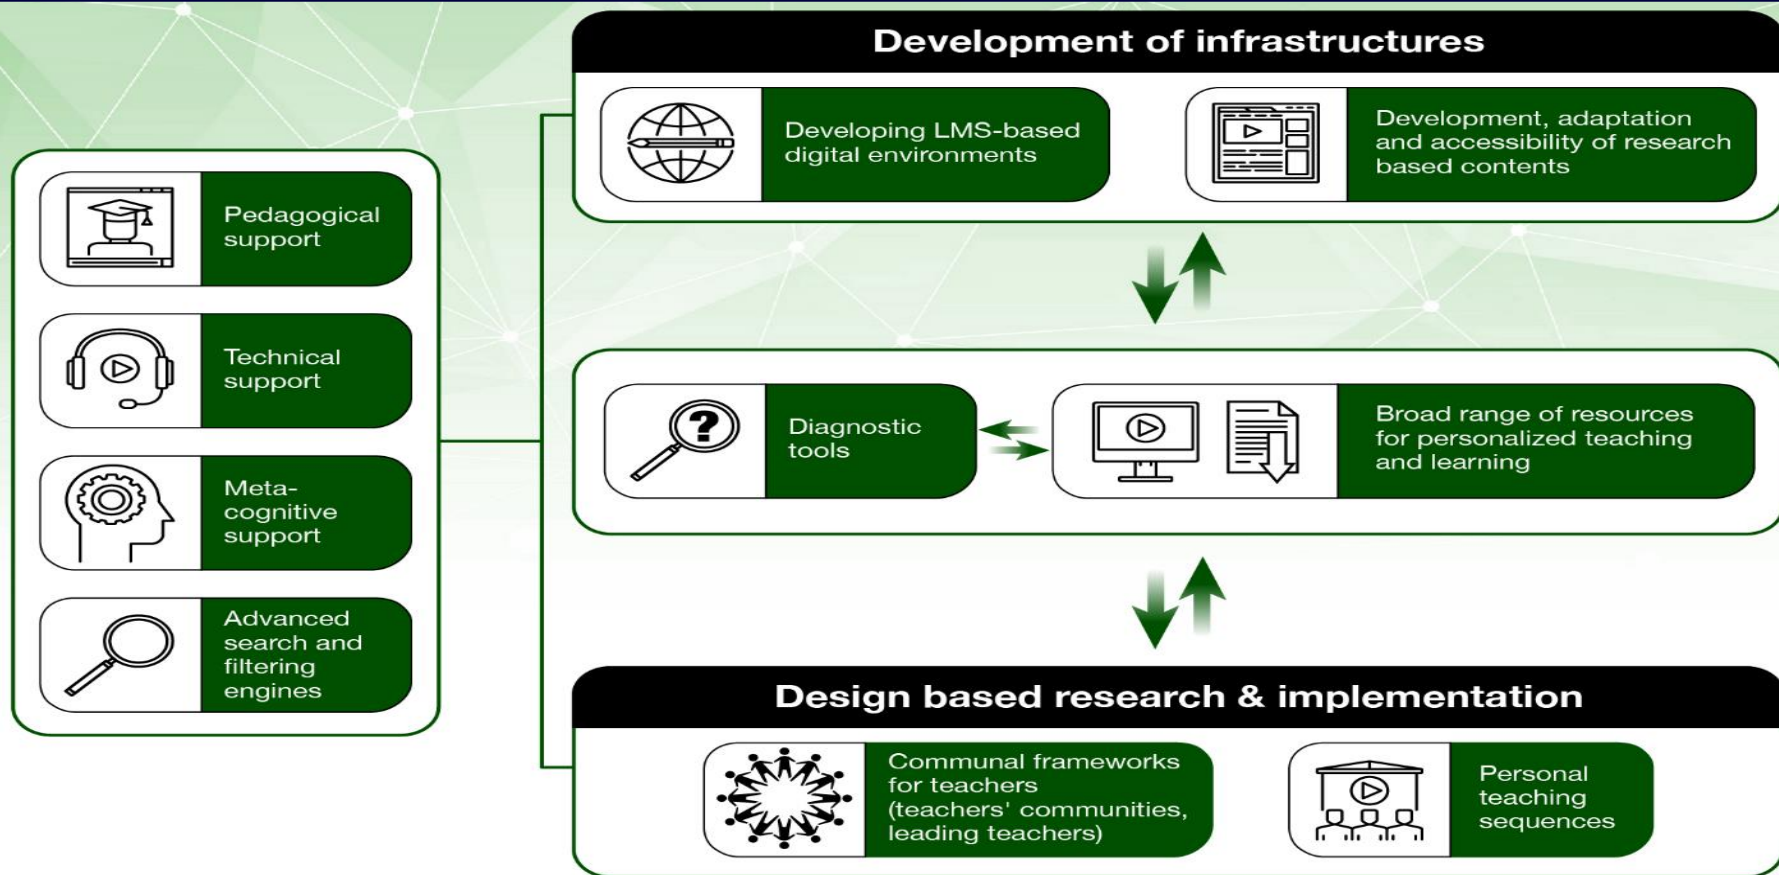 Development of infrastructures
Developing LMS-based
digital environments
Development, adaptation
and accessibility of research
based contents
Pedagogical
support
Technical
support
Meta-
cognitive
support
Advanced
search and
filtering
engines
?
Diagnostic
tools
Broad range of resources
for personalized teaching
and learning
Design based research & implementation
Communal frameworks
for teachers
(teachers' communities,
leading teachers)
Personal
teaching
sequences